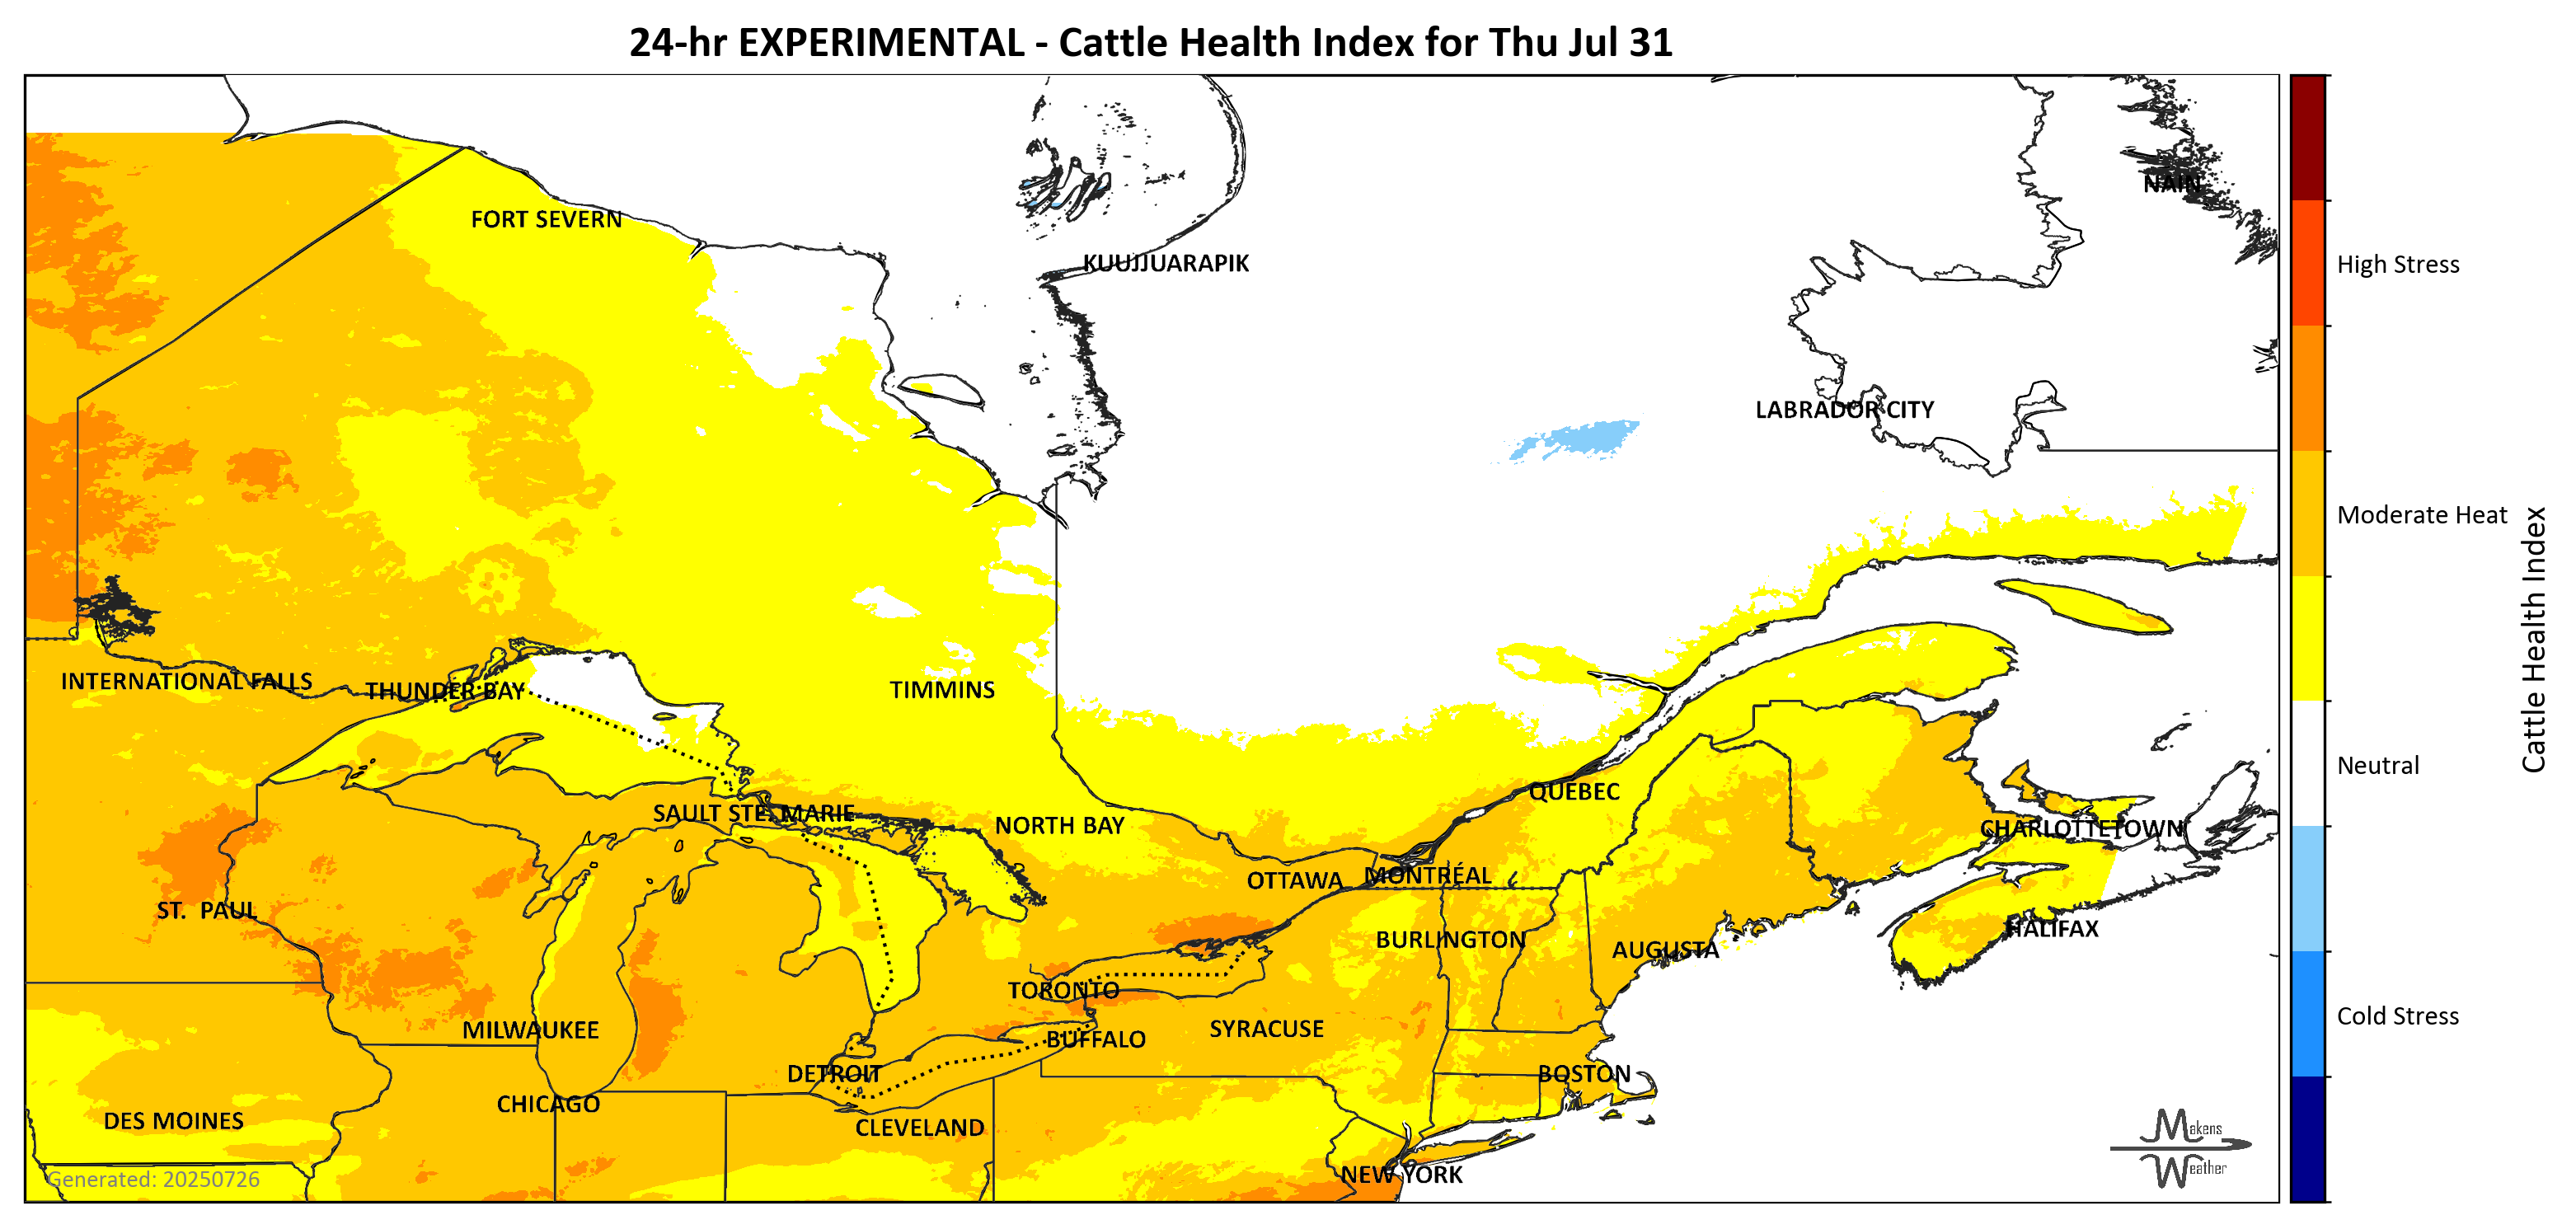 24-hr EXPERIMENTAL - Cattle Health Index for Thu Jul 31
NAIN
FORT SEVERN
KUUJJUARAPIK
High Stress
LABRADOR CITY
Moderate Heat
Cattle Health Index
INTERNATIONAL FALLS
THUNDER BAY
TIMMINS
Neutral
QUEBEC
SAULT STE. MARIE
NORTH BAY
CHARLOTTETOWN
OTTAWA
MONTRÉAL
ST. PAUL
HALIFAX
BURLINGTON
AUGUSTA
TORONTO
Cold Stress
MILWAUKEE
SYRACUSE
BUFFALO
DETROIT
BOSTON
CHICAGO
DES MOINES
CLEVELAND
Makens
Weather
NEW YORK
Generated: 20250726